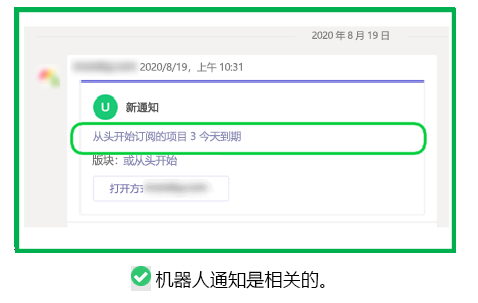 2020 年 8 月 19 日
2020/8/19，上午 10:31
U 新通知
从头开始订阅的项目 3 今天到期
版块：或从头开始
打开方式
机器人通知是相关的。